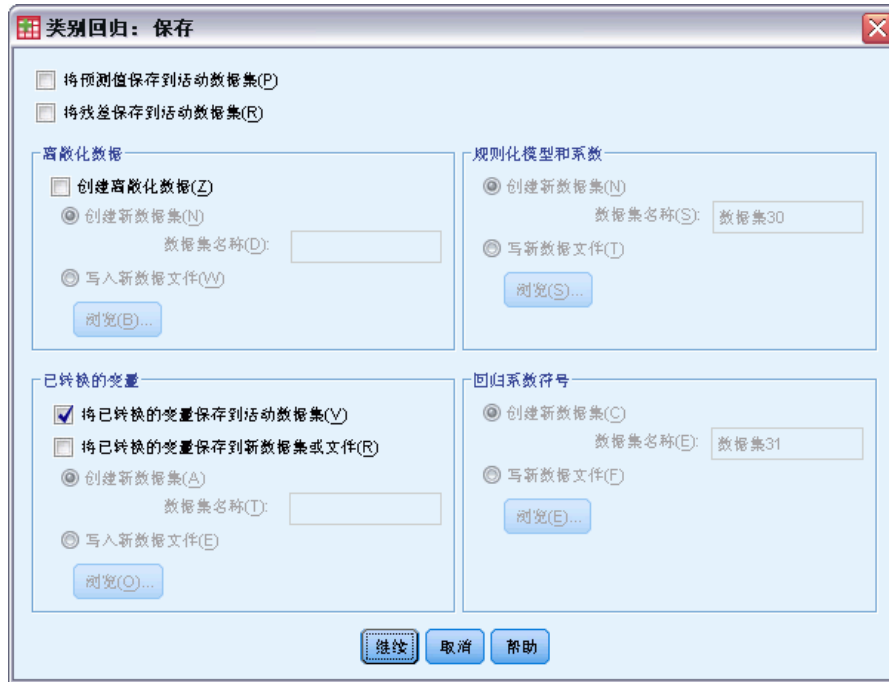 类别回归：保存
将预测值保存到活动数据集(P)
将残差保存到活动数据集(R)
离散化数据
创建离散化数据(Z)
创建新数据集(N)
数据集名称(D):
写入新数据文件(W)
浏览(B)...
规则化模型和系数
创建新数据集(N)
数据集名称(S): 数据集30
写新数据文件(T)
浏览(S)...
已转换的变量
将已转换的变量保存到活动数据集(V)
将已转换的变量保存到新数据集或文件(R)
创建新数据集(A)
数据集名称(T):
写入新数据文件(E)
浏览(O)...
回归系数符号
创建新数据集(C)
数据集名称(E): 数据集31
写新数据文件(F)
浏览(E)...
继续 取消 帮助